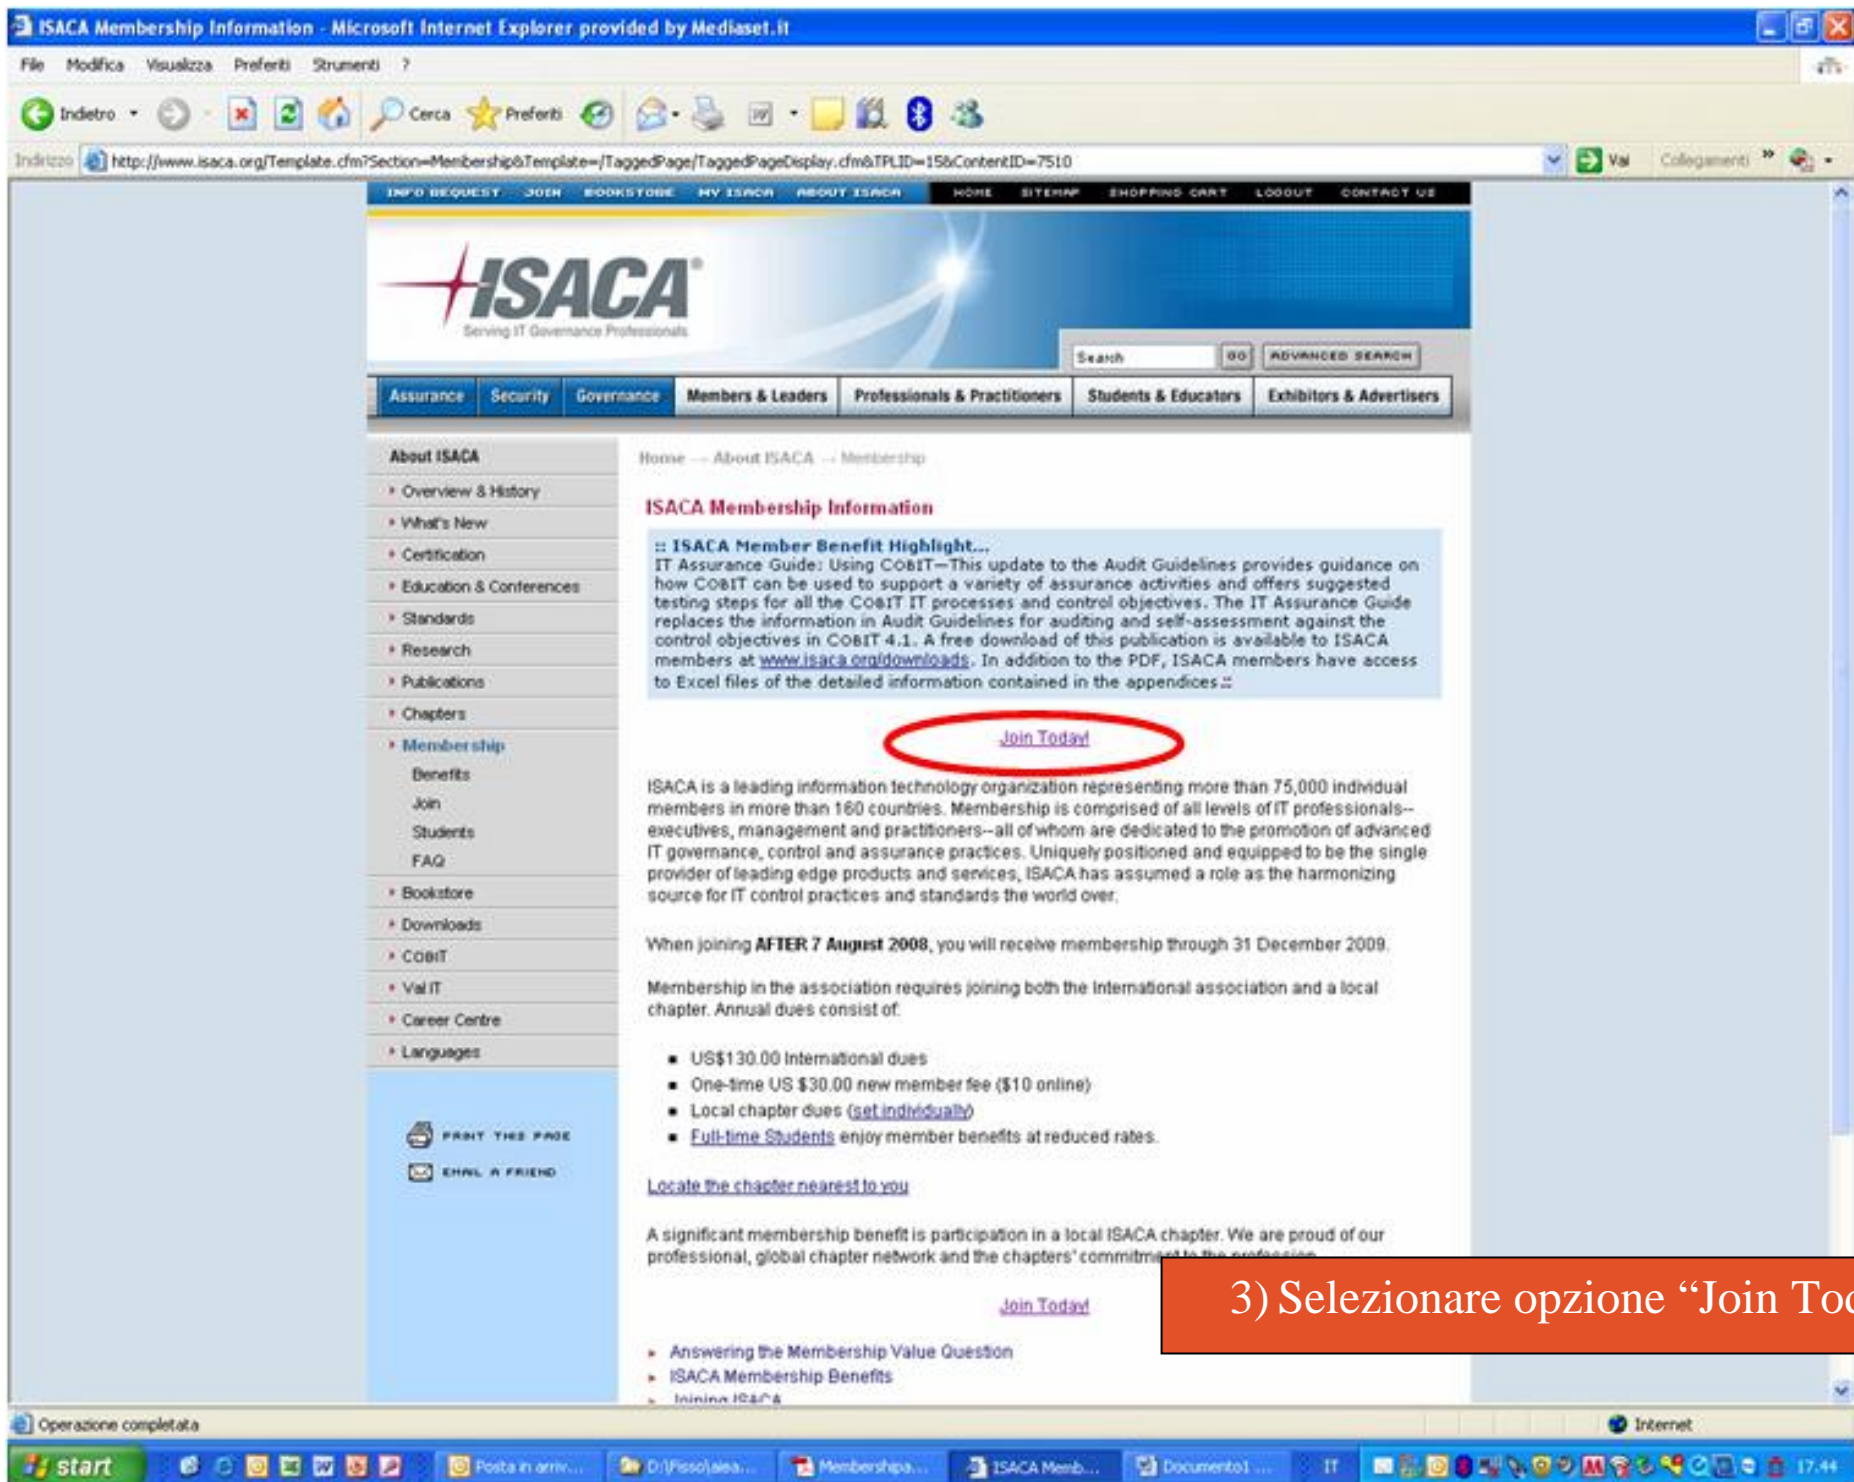 ISACA Membership Information - Microsoft Internet Explorer provided by Mediaset.it
File Modifica Visualizza Preferiti Strumenti ?
Indietro Cerca Preferiti
Indirizzo http://www.isaca.org/Template.cfm?Section=Membership&Template=/TaggedPage/TaggedPageDisplay.cfm&TPLID=15&ContentID=7510 Vai Collegamenti »
INFO REQUEST JOIN BOOKSTORE MY ISACA ABOUT ISACA HOME SITEMAP SHOPPING CART LOGOUT CONTACT US
ISACA®
Serving IT Governance Professionals
Search GO ADVANCED SEARCH
Assurance Security Governance Members & Leaders Professionals & Practitioners Students & Educators Exhibitors & Advertisers
About ISACA
Overview & History
What's New
Certification
Education & Conferences
Standards
Research
Publications
Chapters
Membership
Benefits
Join
Students
FAQ
Bookstore
Downloads
COBIT
Val IT
Career Centre
Languages
PRINT THIS PAGE
EMAIL A FRIEND
Home --- About ISACA --- Membership
ISACA Membership Information
:: ISACA Member Benefit Highlight...
IT Assurance Guide: Using COBIT—This update to the Audit Guidelines provides guidance on
how COBIT can be used to support a variety of assurance activities and offers suggested
testing steps for all the COBIT IT processes and control objectives. The IT Assurance Guide
replaces the information in Audit Guidelines for auditing and self-assessment against the
control objectives in COBIT 4.1. A free download of this publication is available to ISACA
members at www.isaca.org/downloads. In addition to the PDF, ISACA members have access
to Excel files of the detailed information contained in the appendices.::
Join Today!
ISACA is a leading information technology organization representing more than 75,000 individual
members in more than 160 countries. Membership is comprised of all levels of IT professionals--
executives, management and practitioners--all of whom are dedicated to the promotion of advanced
IT governance, control and assurance practices. Uniquely positioned and equipped to be the single
provider of leading edge products and services, ISACA has assumed a role as the harmonizing
source for IT control practices and standards the world over.
When joining AFTER 7 August 2008, you will receive membership through 31 December 2009.
Membership in the association requires joining both the International association and a local
chapter. Annual dues consist of:
US$130.00 International dues
One-time US $30.00 new member fee ($10 online)
Local chapter dues (set individually)
Full-time Students enjoy member benefits at reduced rates.
Locate the chapter nearest to you
A significant membership benefit is participation in a local ISACA chapter. We are proud of our
professional, global chapter network and the chapters' commitment to the profession
Join Today!
Answering the Membership Value Question
ISACA Membership Benefits
Joining ISACA
3) Selezionare opzione “Join Tod
Operazione completata Internet
start Posta in arriv... D:\Fisso\aiea... Membershipa... ISACA Memb... Documento1 ... IT 17.44